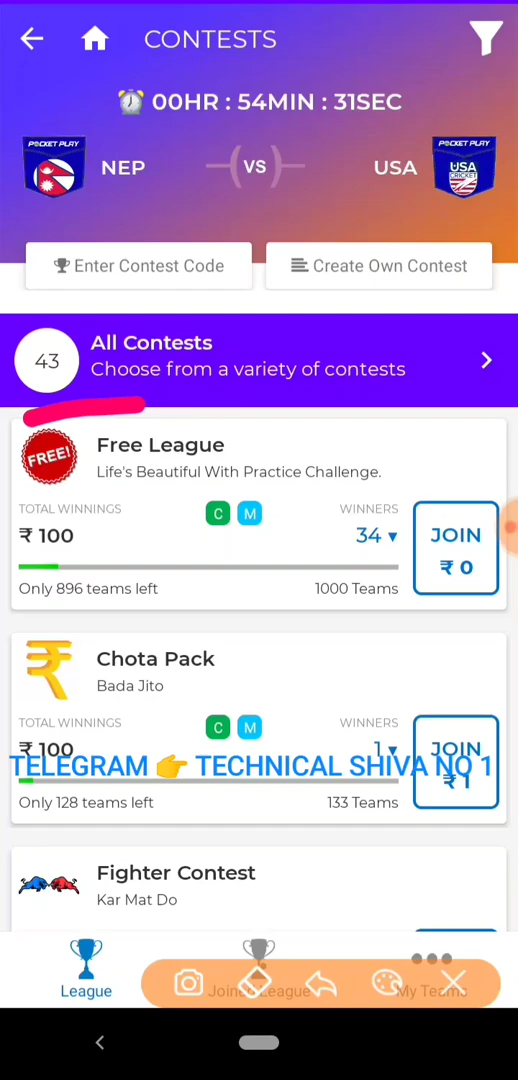 CONTESTS
00HR : 54MIN : 31SEC
POCKET PLAY
NEP
VS
USA
POCKET PLAY
USA
CRICKET
Enter Contest Code
Create Own Contest
43
All Contests
Choose from a variety of contests
FREE!
Free League
Life's Beautiful With Practice Challenge.
TOTAL WINNINGS
C M
WINNERS
₹ 100
34
JOIN
₹ 0
Only 896 teams left
1000 Teams
Chota Pack
Bada Jito
TOTAL WINNINGS
C M
WINNERS
₹ 100
1
JOIN
₹ 1
TELEGRAM 👉 TECHNICAL SHIVA NO 1
Only 128 teams left
133 Teams
Fighter Contest
Kar Mat Do
League
Joined League
My Teams